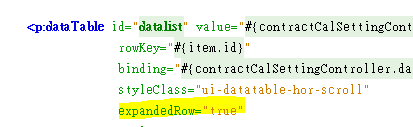 <p:dataTable id="datalist" value="#{contractCalSettingCont
rowKey="#{item.id}"
binding="#{contractCalSettingController.da
styleClass="ui-datatable-hor-scroll"
expandedRow="true"